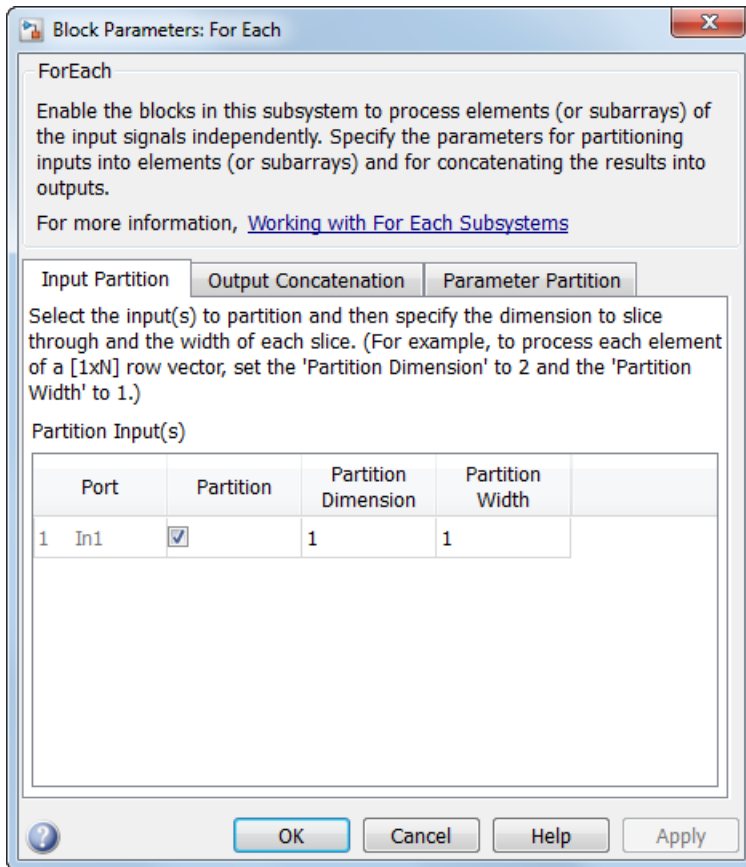 Block Parameters: For Each
ForEach
Enable the blocks in this subsystem to process elements (or subarrays) of
the input signals independently. Specify the parameters for partitioning
inputs into elements (or subarrays) and for concatenating the results into
outputs.
For more information, Working with For Each Subsystems
Input Partition Output Concatenation Parameter Partition
Select the input(s) to partition and then specify the dimension to slice
through and the width of each slice. (For example, to process each element
of a [1xN] row vector, set the 'Partition Dimension' to 2 and the 'Partition
Width' to 1.)
Partition Input(s)
Port Partition Partition Dimension Partition Width
1 In1 1 1
OK Cancel Help Apply